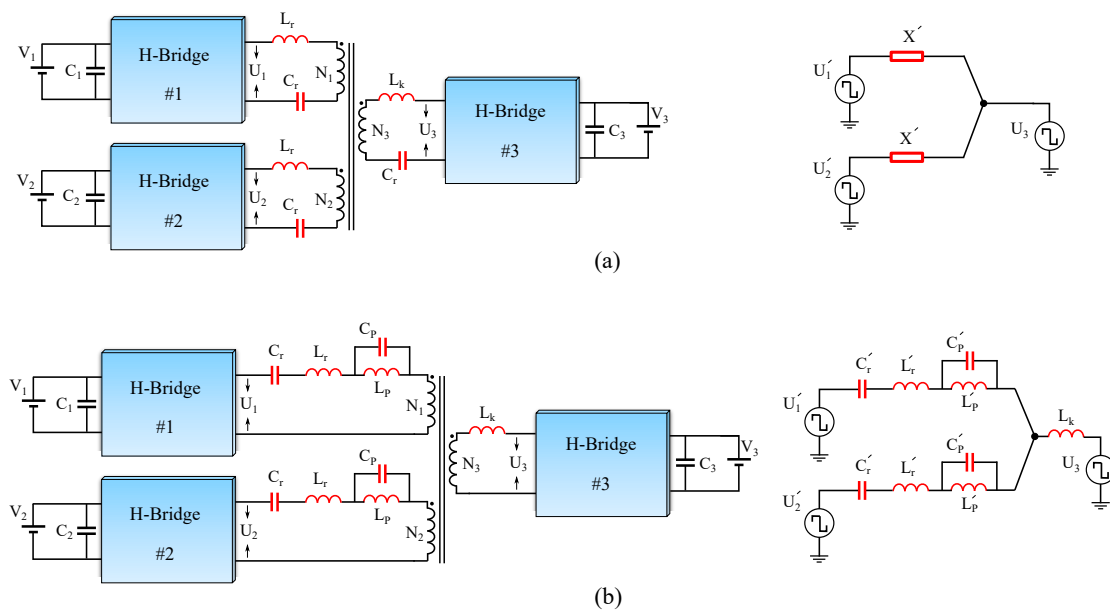 V1
C1
H-Bridge
#1
Lr
U1
Cr
N1
V2
C2
H-Bridge
#2
Lr
U2
Cr
N2
N3
Lk
U3
Cr
H-Bridge
#3
C3
V3
X´
U1´
X´
U2´
U3
(a)
V1
C1
H-Bridge
#1
U1
Cr
Lr
CP
LP
N1
V2
C2
H-Bridge
#2
U2
Cr
Lr
CP
LP
N2
N3
Lk
U3
H-Bridge
#3
C3
V3
Cr´
Lr´
CP´
LP´
U1´
Cr´
Lr´
CP´
LP´
U2´
Lk
U3
(b)